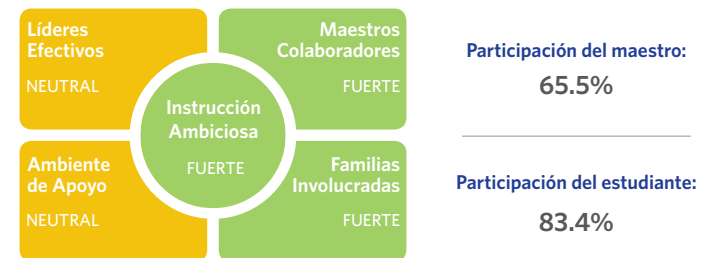 Líderes
Efectivos
NEUTRAL
Maestros
Colaboradores
FUERTE
Instrucción
Ambiciosa
FUERTE
Ambiente
de Apoyo
NEUTRAL
Familias
Involucradas
FUERTE
Participación del maestro:
65.5%
Participación del estudiante:
83.4%